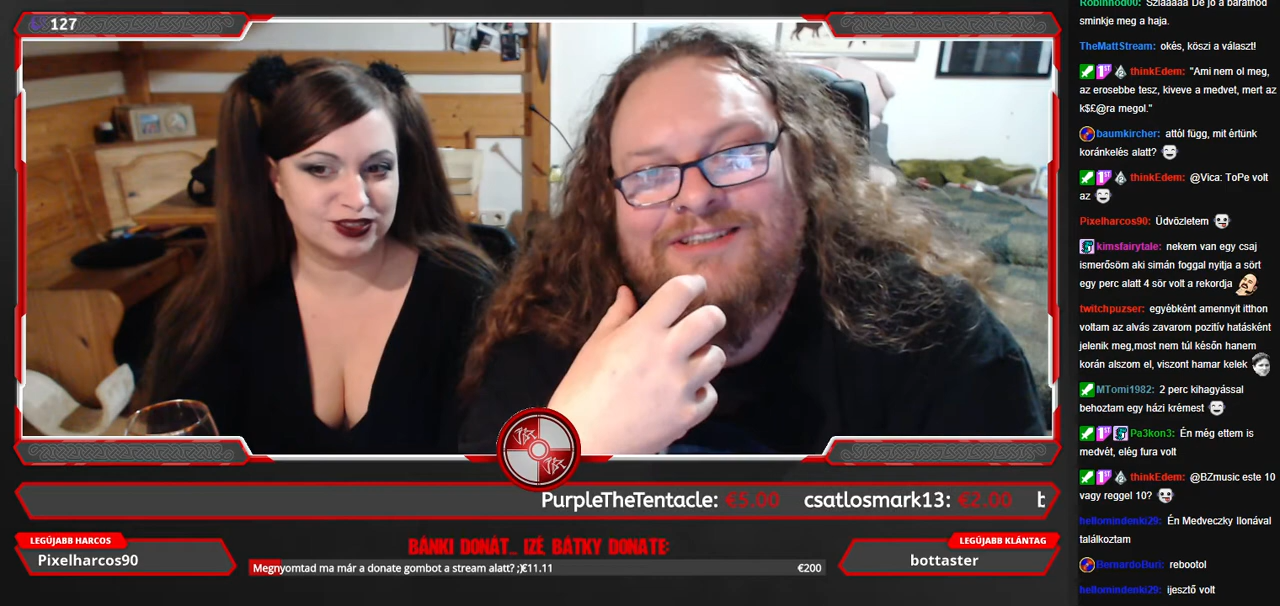 127
PurpleTheTentacle: €5.00 csatlosmark13: €2.00 b
LEGÚJABB HARCOS
Pixelharcos90
BÁNKI DONÁT... IZÉ BÁTKY DONATE:
Megnyomtad ma már a donate gombot a stream alatt? ;) €11.11
€200
LEGÚJABB KLÁNTAG
bottaster
Robinhood00: Sziaaaaa De jó a barátnod
sminkje meg a haja.
TheMattStream: okés, köszi a választ!
thinkEdem: "Ami nem ol meg,
az erosebbe tesz, kiveve a medvet, mert az
k$££@ra megol."
baumkircher: attól függ, mit értünk
koránkelés alatt?
thinkEdem: @Vica: ToPe volt
az
Pixelharcos90: Üdvözletem
kimsfairytale: nekem van egy csaj
ismerősöm aki simán foggal nyitja a sört
egy perc alatt 4 sör volt a rekordja
twitchpuzser: egyébként amennyit itthon
voltam az alvás zavarom pozitív hatásként
jelenik meg,most nem túl későn hanem
korán alszom el, viszont hamar kelek
MTomi1982: 2 perc kihagyással
behoztam egy házi krémest
Pa3kon3: Én még ettem is
medvét, elég fura volt
thinkEdem: @BZmusic este 10
vagy reggel 10?
hellomindenki29: Én Medveczky Ilonával
találkoztam
BernardoBuri: rebootol
hellomindenki29: ijesztő volt